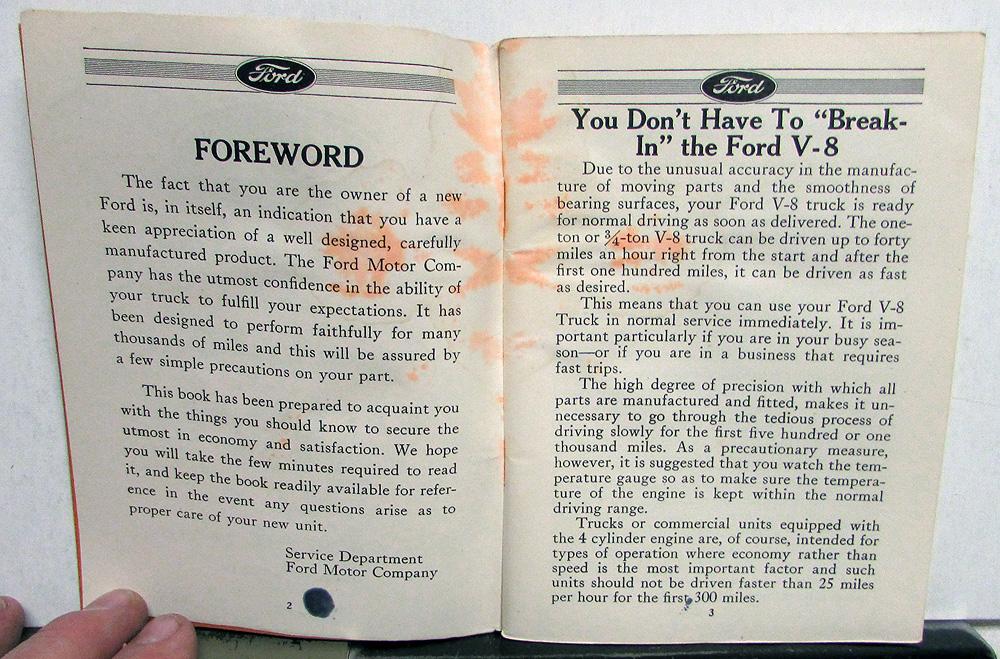 Ford
FOREWORD
The fact that you are the owner of a new
Ford is, in itself, an indication that you have a
keen appreciation of a well designed, carefully
manufactured product. The Ford Motor Com-
pany has the utmost confidence in the ability of
your truck to fulfill your expectations. It has
been designed to perform faithfully for many
thousands of miles and this will be assured by
a few simple precautions on your part.
This book has been prepared to acquaint you
with the things you should know to secure the
utmost in economy and satisfaction. We hope
you will take the few minutes required to read
it, and keep the book readily available for refer-
ence in the event any questions arise as to
proper care of your new unit.
Service Department
Ford Motor Company
2
Ford
You Don't Have To "Break-
In" the Ford V-8
Due to the unusual accuracy in the manufac-
ture of moving parts and the smoothness of
bearing surfaces, your Ford V-8 truck is ready
for normal driving as soon as delivered. The one-
ton or ¾-ton V-8 truck can be driven up to forty
miles an hour right from the start and after the
first one hundred miles, it can be driven as fast
as desired.
This means that you can use your Ford V-8
Truck in normal service immediately. It is im-
portant particularly if you are in your busy sea-
son—or if you are in a business that requires
fast trips.
The high degree of precision with which all
parts are manufactured and fitted, makes it un-
necessary to go through the tedious process of
driving slowly for the first five hundred or one
thousand miles. As a precautionary measure,
however, it is suggested that you watch the tem-
perature gauge so as to make sure the tempera-
ture of the engine is kept within the normal
driving range.
Trucks or commercial units equipped with
the 4 cylinder engine are, of course, intended for
types of operation where economy rather than
speed is the most important factor and such
units should not be driven faster than 25 miles
per hour for the first 300 miles.
3